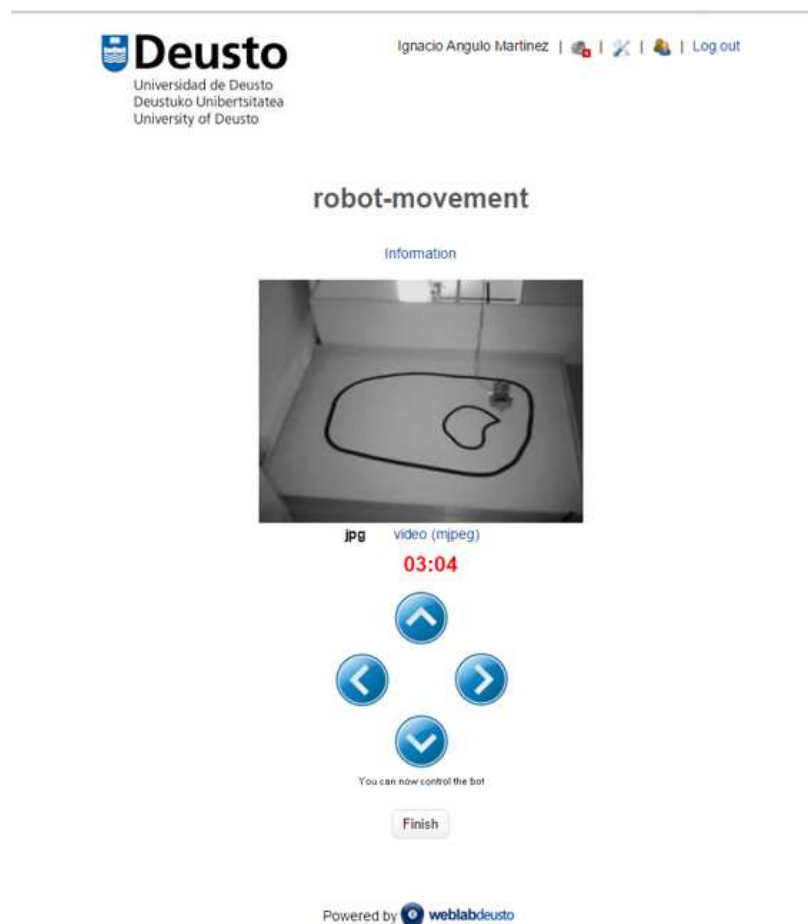 Deusto
Universidad de Deusto
Deustuko Unibertsitatea
University of Deusto
Ignacio Angulo Martinez | | | | Log out
robot-movement
Information
jpg video (mjpeg)
03:04
You can now control the bot
Finish
Powered by weblabdeusto